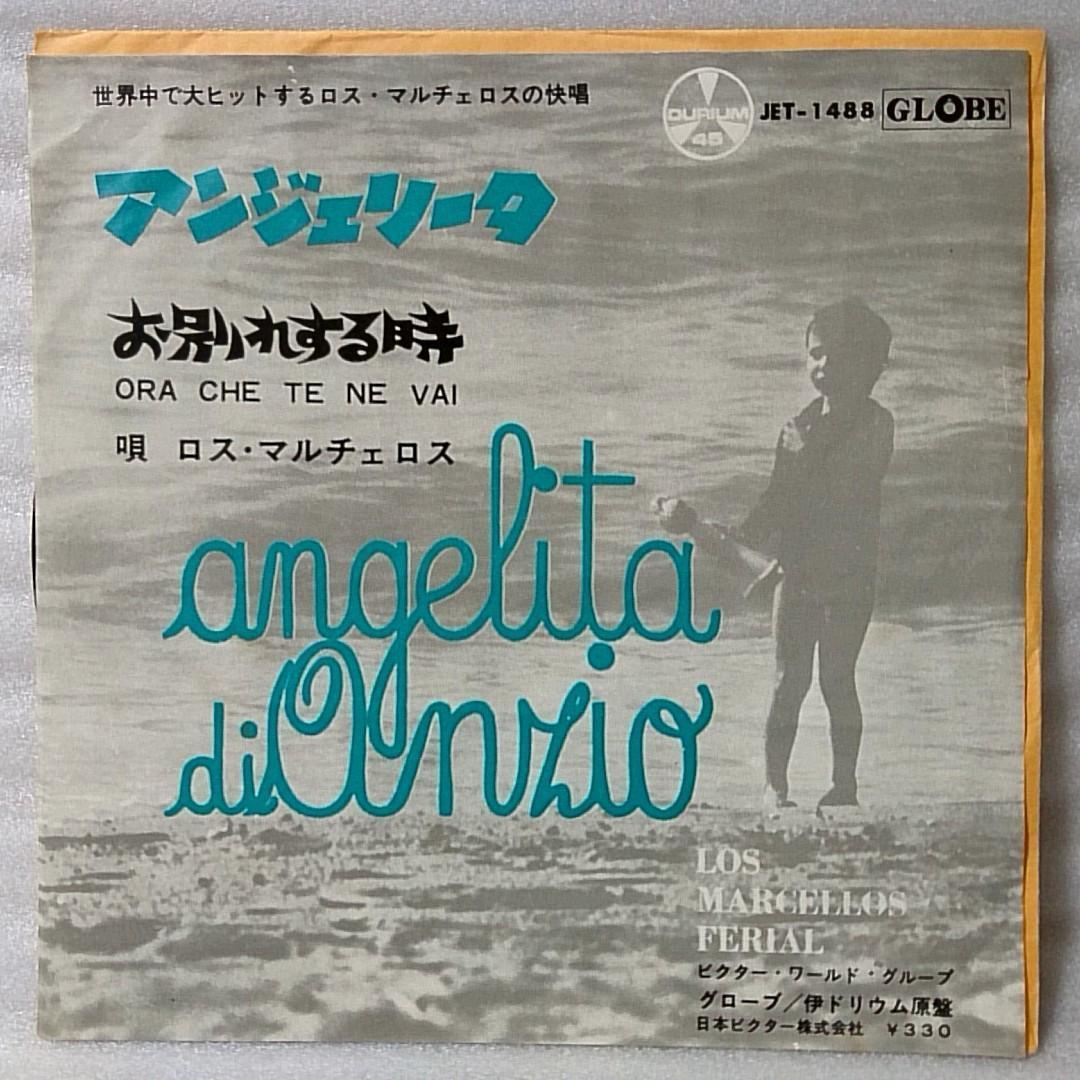 世界中で大ヒットするロス・マルチェロスの快唱
DURIUM
45
JET-1488 GLOBE
アンジェリータ
お別れする時
ORA CHE TE NE VAI
唄 ロス・マルチェロス
angelita
di Anzio
LOS
MARCELLOS
FERIAL
ビクター・ワールド・グループ
グローブ/伊ドリウム原盤
日本ビクター株式会社 ¥330